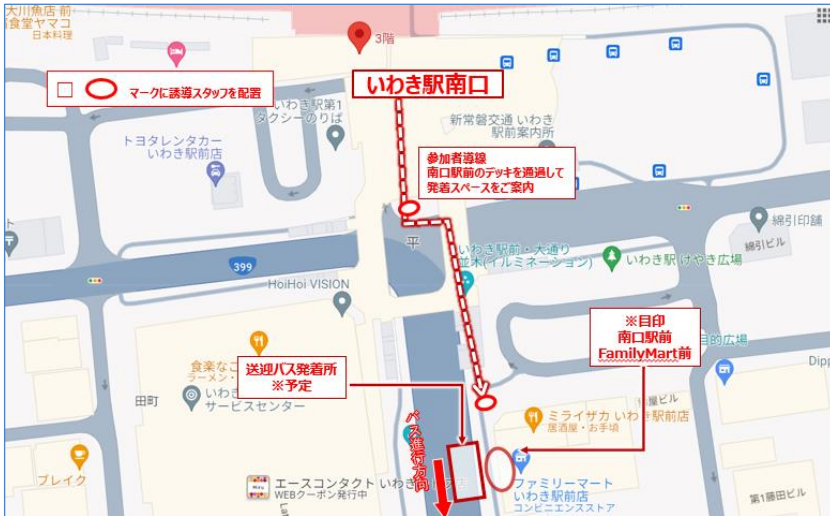 大川魚店 前
食堂ヤマコ
日本料理
3階
□
マークに誘導スタッフを配置
いわき駅南口
いわき駅第1
タクシーのりば
新常磐交通 いわき
駅前案内所
トヨタレンタカー
いわき駅前店
参加者導線
南口駅前のデッキを通過して
発着スペースをご案内
平
綿引印舗
綿引ビル
いわき駅前・大通り
並木(イルミネーション)
いわき駅 けやき広場
399
HoiHoi VISION
※目印
南口駅前
FamilyMart前
目的広場
Dipp
食楽なこ
ラーメン・
送迎バス発着所
※予定
田町
いわき
サービスセンター
屋ビル
ミライザカ いわき駅前店
居酒屋・お手頃
バス進行方向
ブレイク
エースコンタクト いわき
WEBクーポン発行中
ファミリーマート
いわき駅前店
コンビニエンスストア
第1藤田ビル